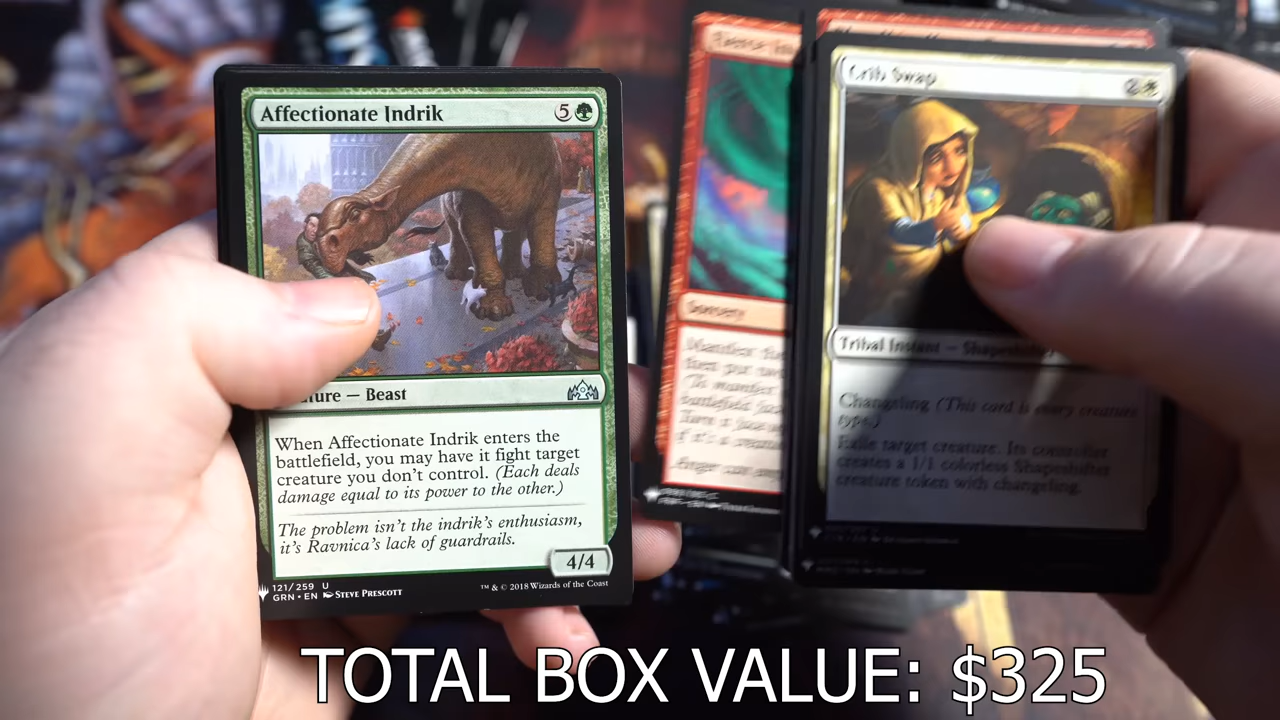 Affectionate Indrik
5
Creature — Beast
When Affectionate Indrik enters the
battlefield, you may have it fight target
creature you don't control. (Each deals
damage equal to its power to the other.)
The problem isn't the indrik's enthusiasm,
it's Ravnica's lack of guardrails.
4/4
121/259 U
GRN • EN STEVE PRESCOTT
™ & © 2018 Wizards of the Coast
Sorcery
Crib Swap
2
Tribal Instant — Shapeshifter
Changeling (This card is every creature
type.)
Exile target creature. Its controller
creates a 1/1 colorless Shapeshifter
creature token with changeling.
TOTAL BOX VALUE: $325